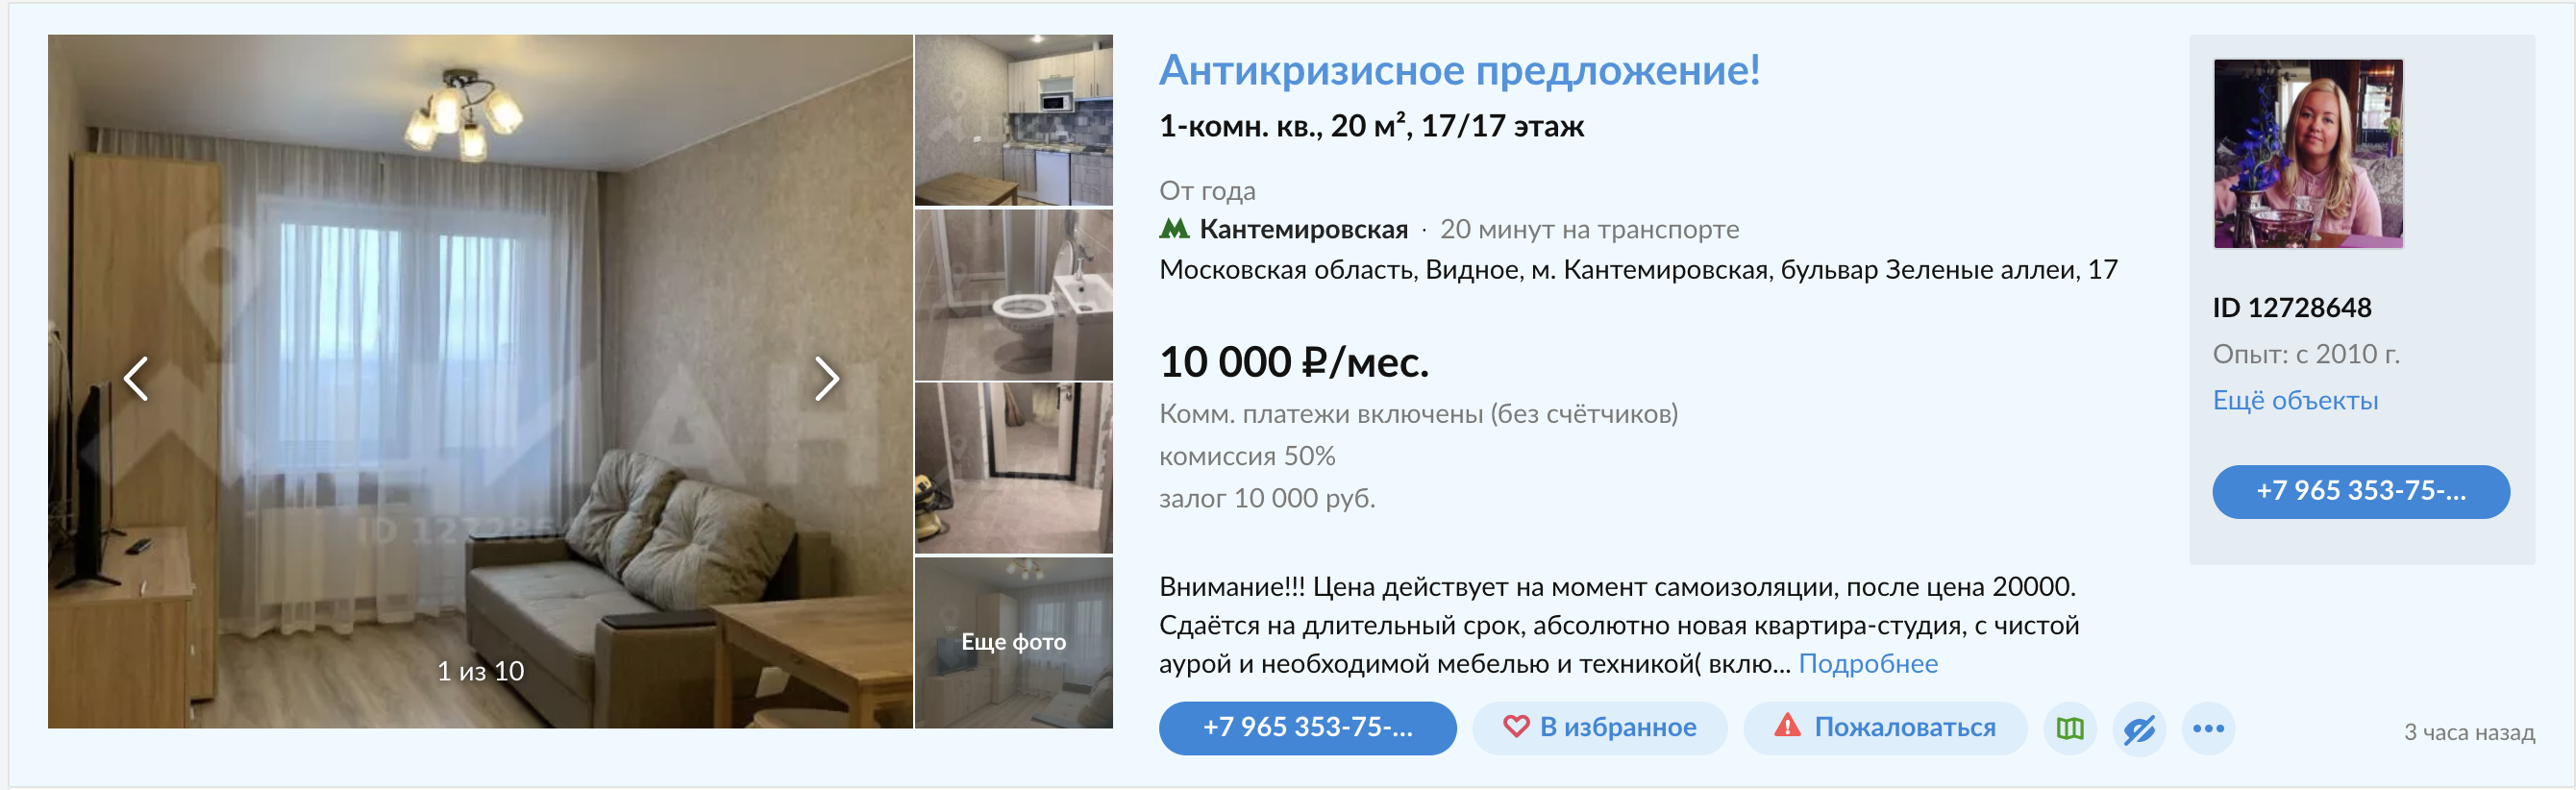 Антикризисное предложение!
1-комн. кв., 20 м², 17/17 этаж
От года
Кантемировская · 20 минут на транспорте
Московская область, Видное, м. Кантемировская, бульвар Зеленые аллеи, 17
10 000 ₽/мес.
Комм. платежи включены (без счётчиков)
комиссия 50%
залог 10 000 руб.
Внимание!!! Цена действует на момент самоизоляции, после цена 20000.
Сдаётся на длительный срок, абсолютно новая квартира-студия, с чистой
аурой и необходимой мебелью и техникой( вклю... Подробнее
+7 965 353-75-...
В избранное
Пожаловаться
3 часа назад
ID 12728648
Опыт: с 2010 г.
Ещё объекты
+7 965 353-75-...
1 из 10
Еще фото